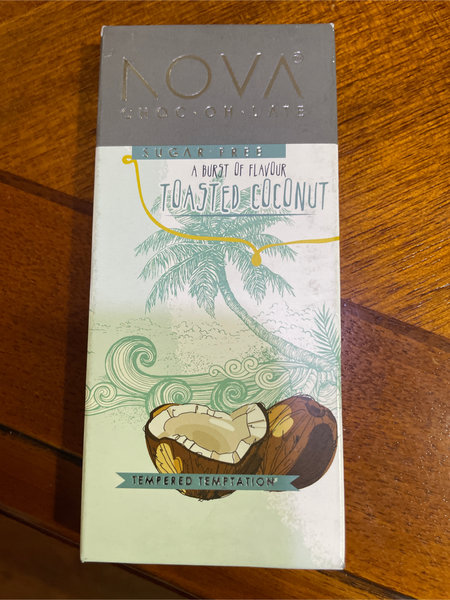 NOVA
CHOC·OH·LATE
SUGAR FREE
A BURST OF FLAVOUR
TOASTED COCONUT
TEMPERED TEMPTATION